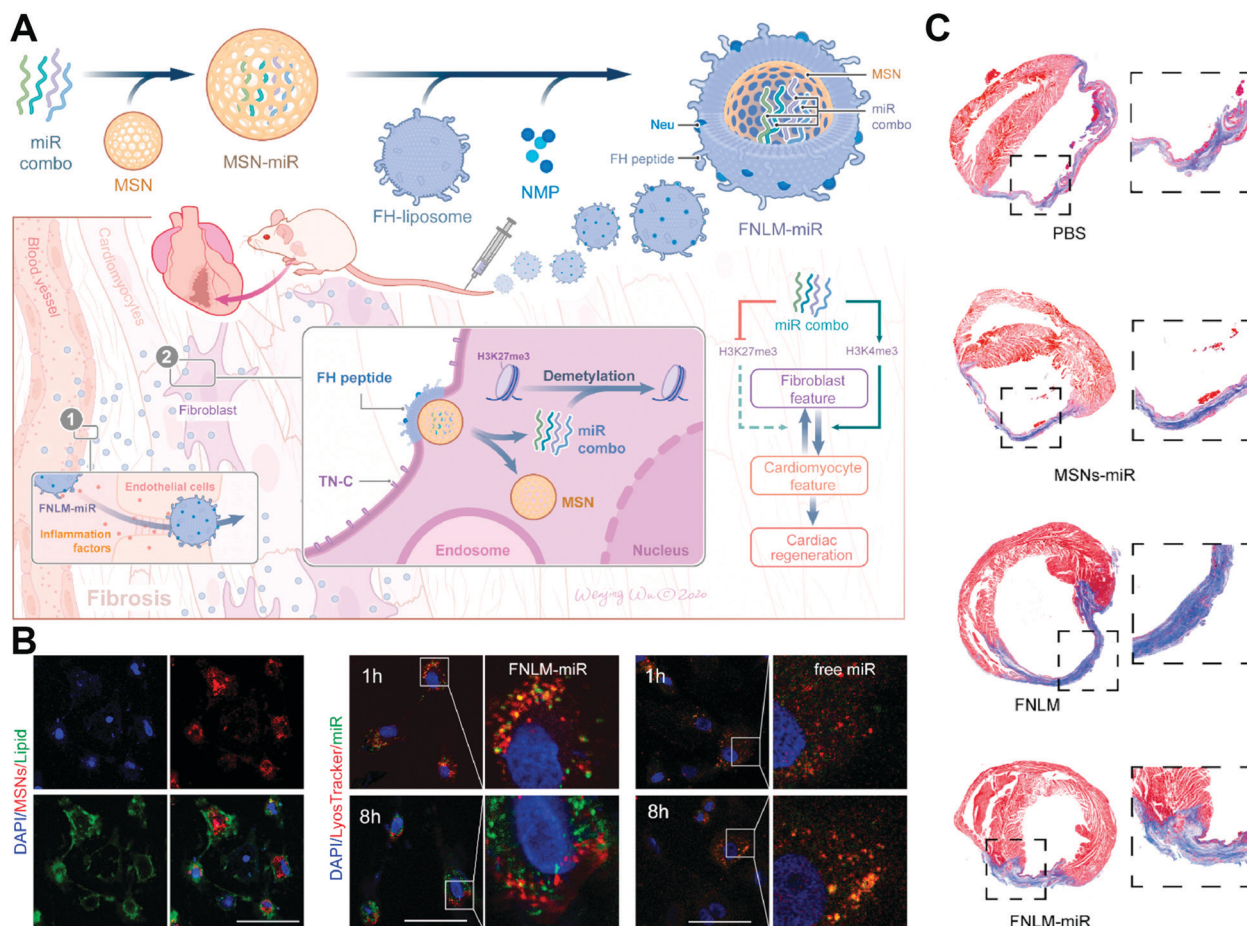 A
miR
combo
MSN
MSN-miR
FH-liposome
NMP
MSN
miR
combo
Neu
FH peptide
FNLM-miR
Blood vessel
Cardiomyocytes
1
2
Fibroblast
FNLM-miR
Endothelial cells
Inflammation
factors
Fibrosis
FH peptide
TN-C
H3K27me3
Demetylation
miR
combo
MSN
Endosome
Nucleus
miR combo
H3K27me3
H3K4me3
Fibroblast
feature
Cardiomyocyte
feature
Cardiac
regeneration
Wenjing Wu © 2020
B
DAPI/MSNs/Lipid
DAPI/LyosTracker/miR
1h
FNLM-miR
8h
1h
free miR
8h
C
PBS
MSNs-miR
FNLM
FNLM-miR